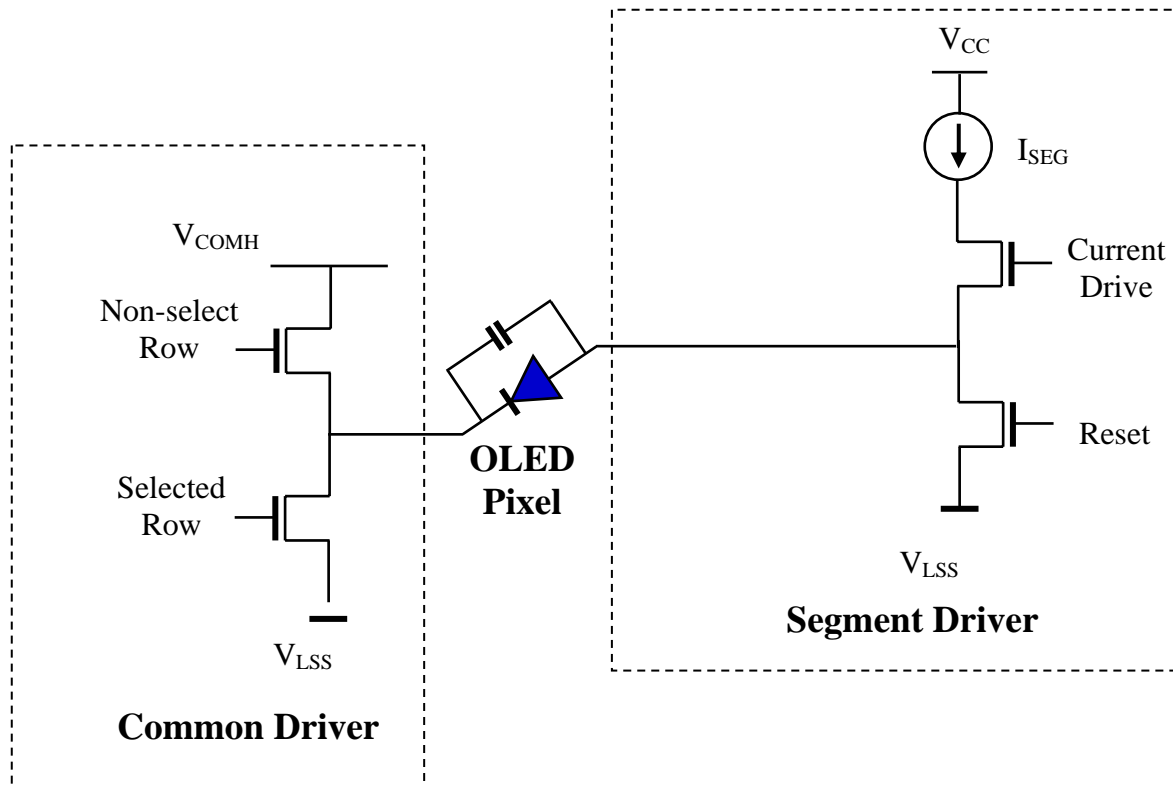 V_CC
I_SEG
Current
Drive
Reset
V_LSS
Segment Driver
V_COMH
Non-select
Row
Selected
Row
V_LSS
Common Driver
OLED
Pixel